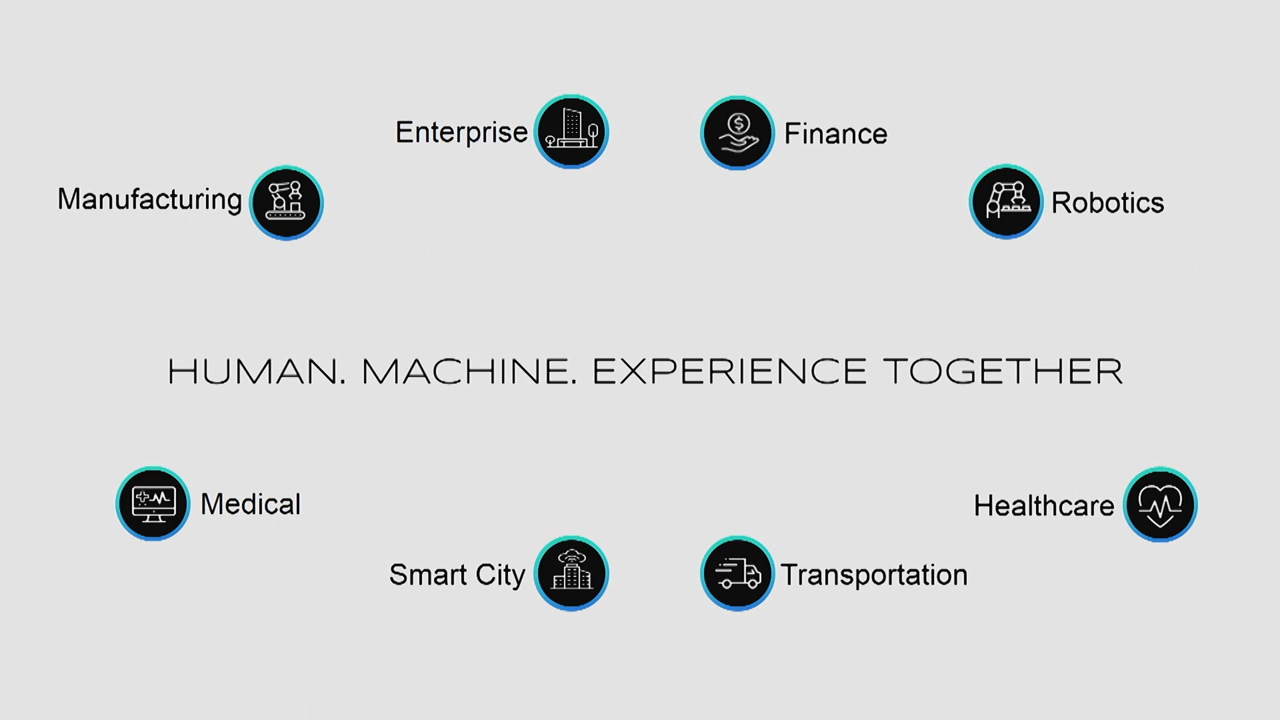 Enterprise
Finance
Manufacturing
Robotics
HUMAN. MACHINE. EXPERIENCE TOGETHER
Medical
Healthcare
Smart City
Transportation